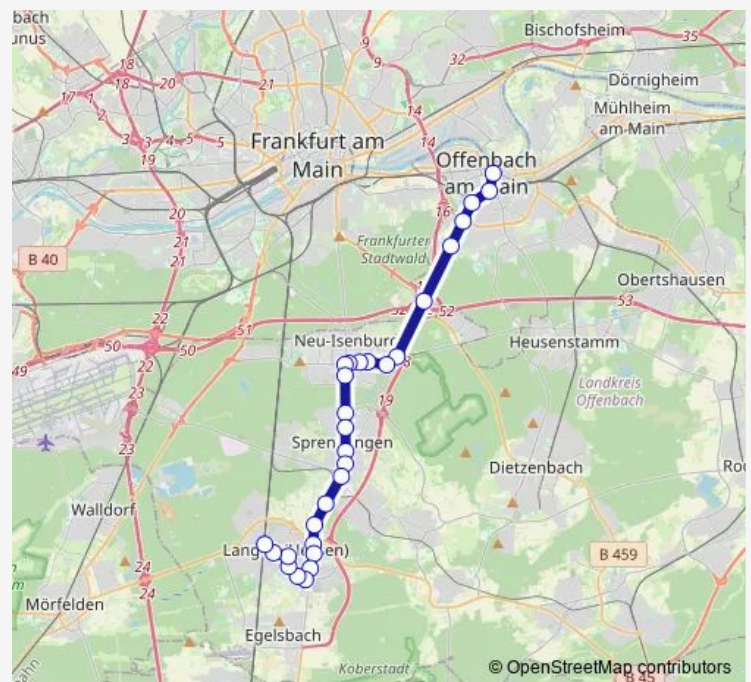 bach
unus
Bischofsheim
Dörnigheim
Mühlheim
am Main
Frankfurt am
Main
Offenbach
am Main
18
20
21
9
9
32
35
17
1
2
18
3
4
5
5
3
19
14
14
16
20
21
21
B 40
Frankfurter
Stadtwald
Obertshausen
22
51
52
53
50
50
22
49
Neu-Isenburg
Heusenstamm
Landkreis
Offenbach
19
23
23
Sprendlingen
Dietzenbach
Walldorf
Langen (Hessen)
B 459
24
24
Mörfelden
Egelsbach
Koberstadt
B 45
© OpenStreetMap contributors